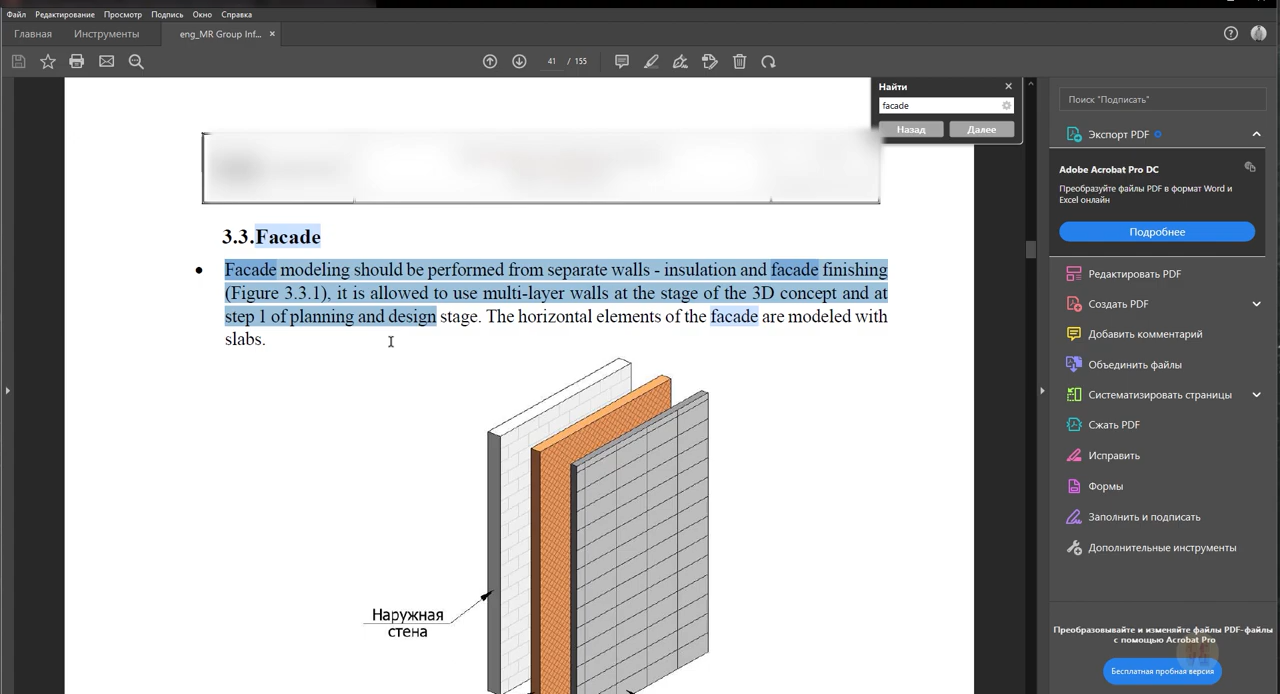 Файл Редактирование Просмотр Подпись Окно Справка
Главная Инструменты eng_MR Group Inf... ×
41 / 155
Найти
facade
Назад Далее
3.3.Facade
• Facade modeling should be performed from separate walls - insulation and facade finishing
(Figure 3.3.1), it is allowed to use multi-layer walls at the stage of the 3D concept and at
step 1 of planning and design stage. The horizontal elements of the facade are modeled with
slabs.
Наружная
стена
Поиск "Подписать"
Экспорт PDF
Adobe Acrobat Pro DC
Преобразуйте файлы PDF в формат Word и
Excel онлайн
Подробнее
Редактировать PDF
Создать PDF
Добавить комментарий
Объединить файлы
Систематизировать страницы
Сжать PDF
Исправить
Формы
Заполнить и подписать
Дополнительные инструменты
Преобразовывайте и изменяйте файлы PDF-файлы
с помощью Acrobat Pro
Бесплатная пробная версия